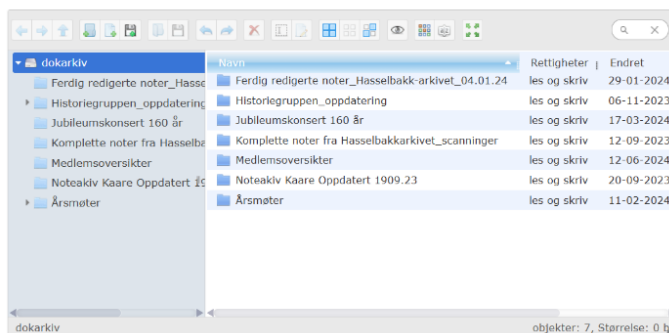 dokarkiv
Ferdig redigerte noter_Hasse
Historiegruppen_oppdatering
Jubileumskonsert 160 år
Komplette noter fra Hasselba
Medlemsoversikter
Noteakiv Kaare Oppdatert 19
Årsmøter
Navn Rettigheter Endret
Ferdig redigerte noter_Hasselbakk-arkivet_04.01.24 les og skriv 29-01-2024
Historiegruppen_oppdatering les og skriv 06-11-2023
Jubileumskonsert 160 år les og skriv 17-03-2024
Komplette noter fra Hasselbakkarkivet_scanninger les og skriv 12-09-2023
Medlemsoversikter les og skriv 12-06-2024
Noteakiv Kaare Oppdatert 1909.23 les og skriv 20-09-2023
Årsmøter les og skriv 11-02-2024
dokarkiv objekter: 7, Størrelse: 0 b